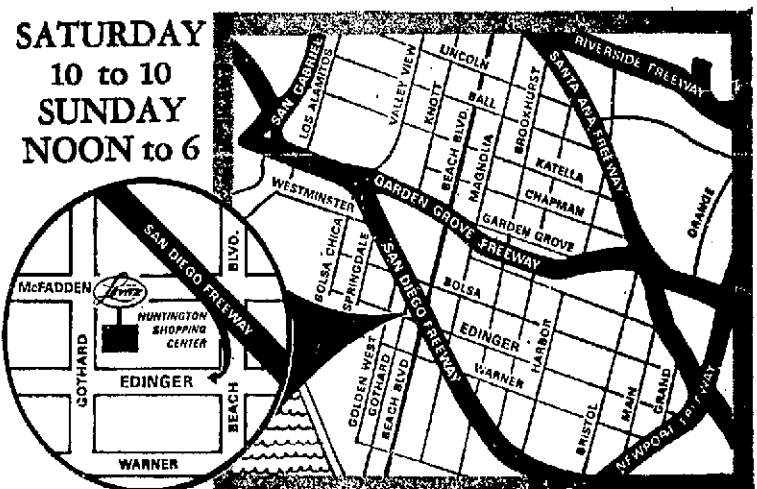 SATURDAY
10 to 10
SUNDAY
NOON to 6
SAN GABRIEL
LOS ALAMITOS
VALLEY VIEW
LINCOLN
KNOTT
BALL
BEACH BLVD.
MAGNOLIA
BROOKHURST
RIVERSIDE FREEWAY
SANTA ANA FREEWAY
KATELLA
CHAPMAN
ORANGE
WESTMINSTER
GARDEN GROVE FREEWAY
GARDEN GROVE
BOLSA CHICA
SPRINGDALE
SAN DIEGO FREEWAY
BOLSA
EDINGER
WARNER
HARBOR
GOLDEN WEST
GOTHARD
BEACH BLVD
BRISTOL
MAIN
GRAND
NEWPORT FREEWAY
SAN DIEGO FREEWAY
BLVD.
McFADDEN
Levitz
HUNTINGTON
SHOPPING
CENTER
GOTHARD
EDINGER
BEACH
WARNER